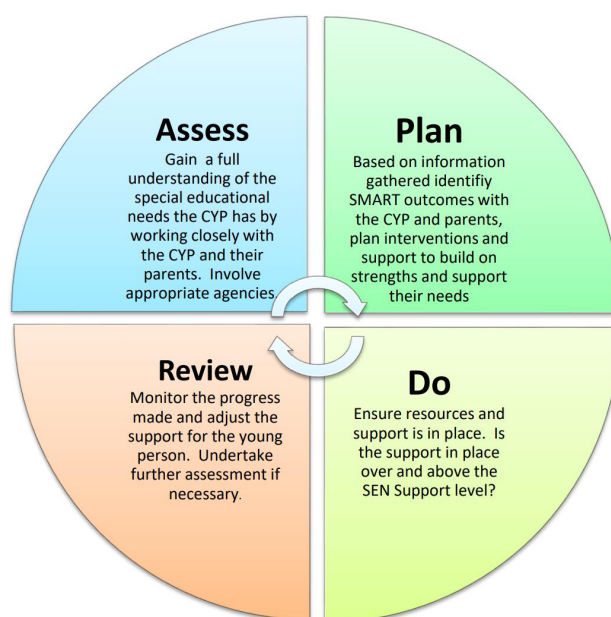 Assess
Gain a full
understanding of the
special educational
needs the CYP has by
working closely with
the CYP and their
parents. Involve
appropriate agencies.
Plan
Based on information
gathered identifiy
SMART outcomes with
the CYP and parents,
plan interventions and
support to build on
strengths and support
their needs
Review
Monitor the progress
made and adjust the
support for the young
person. Undertake
further assessment if
necessary.
Do
Ensure resources and
support is in place. Is
the support in place
over and above the
SEN Support level?